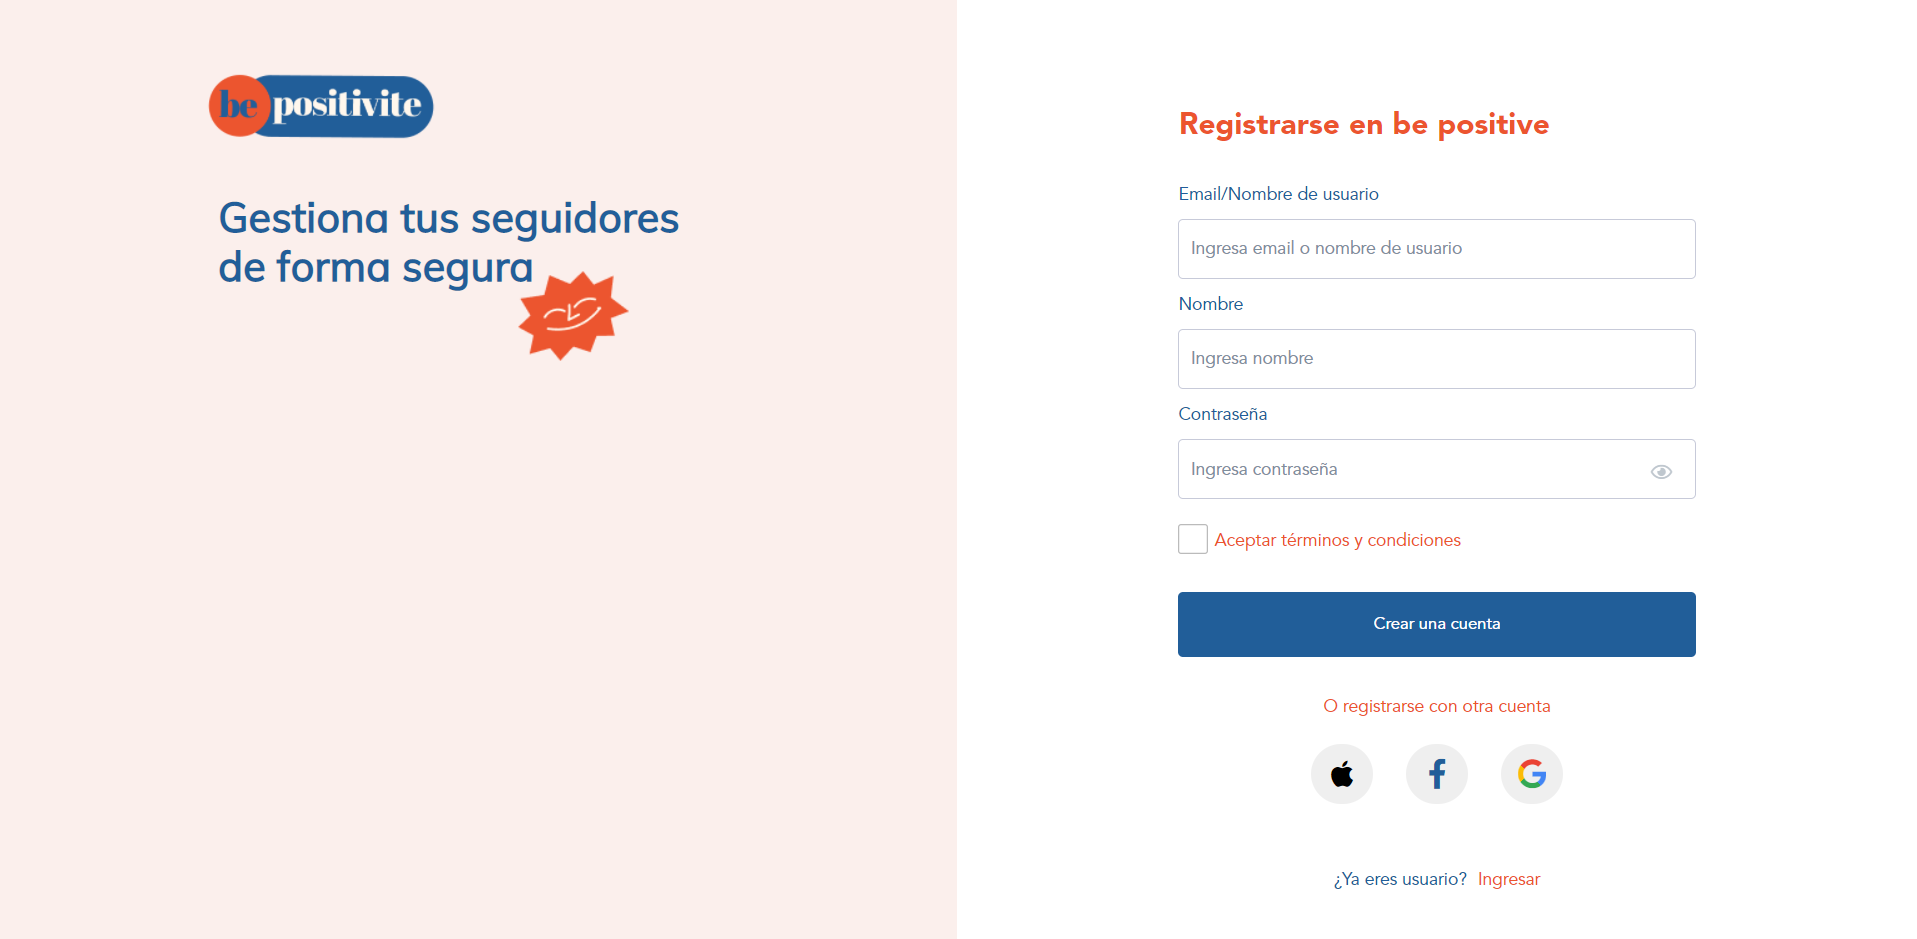 be positivite
Gestiona tus seguidores
de forma segura
Registrarse en be positive
Email/Nombre de usuario
Ingresa email o nombre de usuario
Nombre
Ingresa nombre
Contraseña
Ingresa contraseña
Aceptar términos y condiciones
Crear una cuenta
O registrarse con otra cuenta
¿Ya eres usuario? Ingresar